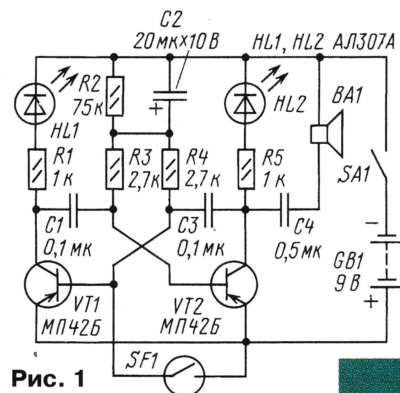 C2
20мк×10В
HL1, HL2 АЛ307А
R2
75к
+
HL1
HL2
BA1
R1
1к
R3
2,7к
R4
2,7к
R5
1к
SA1
C1
0,1мк
C3
0,1мк
C4
0,5мк
−
GB1
9В
+
VT1
МП42Б
VT2
МП42Б
SF1
Рис. 1